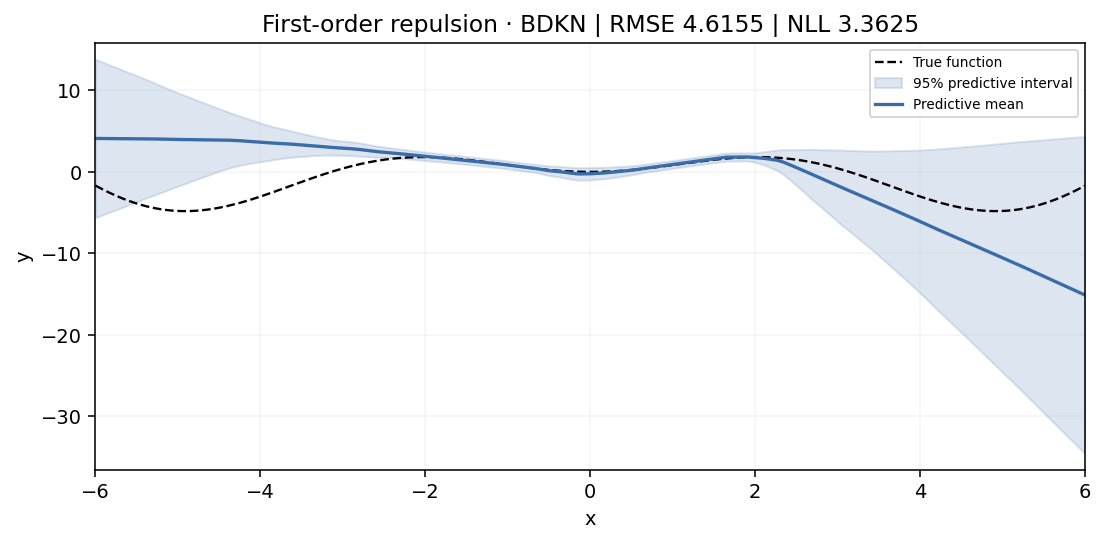 First-order repulsion · BDKN | RMSE 4.6155 | NLL 3.3625
True function
95% predictive interval
Predictive mean
y
10
0
−10
−20
−30
−6 −4 −2 0 2 4 6
x